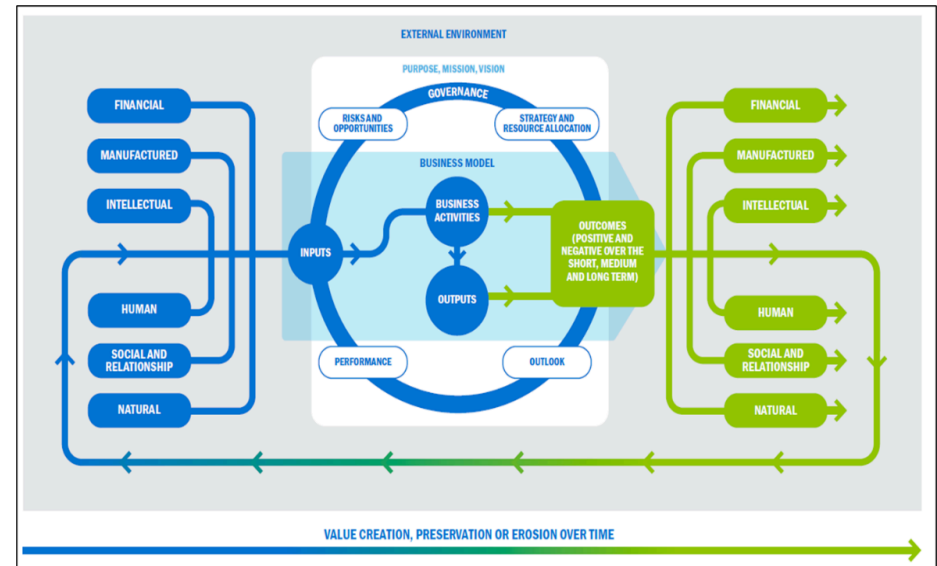 EXTERNAL ENVIRONMENT
PURPOSE, MISSION, VISION
GOVERNANCE
RISKS AND
OPPORTUNITIES
STRATEGY AND
RESOURCE ALLOCATION
FINANCIAL
MANUFACTURED
INTELLECTUAL
HUMAN
SOCIAL AND
RELATIONSHIP
NATURAL
INPUTS
BUSINESS MODEL
BUSINESS
ACTIVITIES
OUTPUTS
OUTCOMES
(POSITIVE AND
NEGATIVE OVER THE
SHORT, MEDIUM
AND LONG TERM)
PERFORMANCE
OUTLOOK
FINANCIAL
MANUFACTURED
INTELLECTUAL
HUMAN
SOCIAL AND
RELATIONSHIP
NATURAL
VALUE CREATION, PRESERVATION OR EROSION OVER TIME